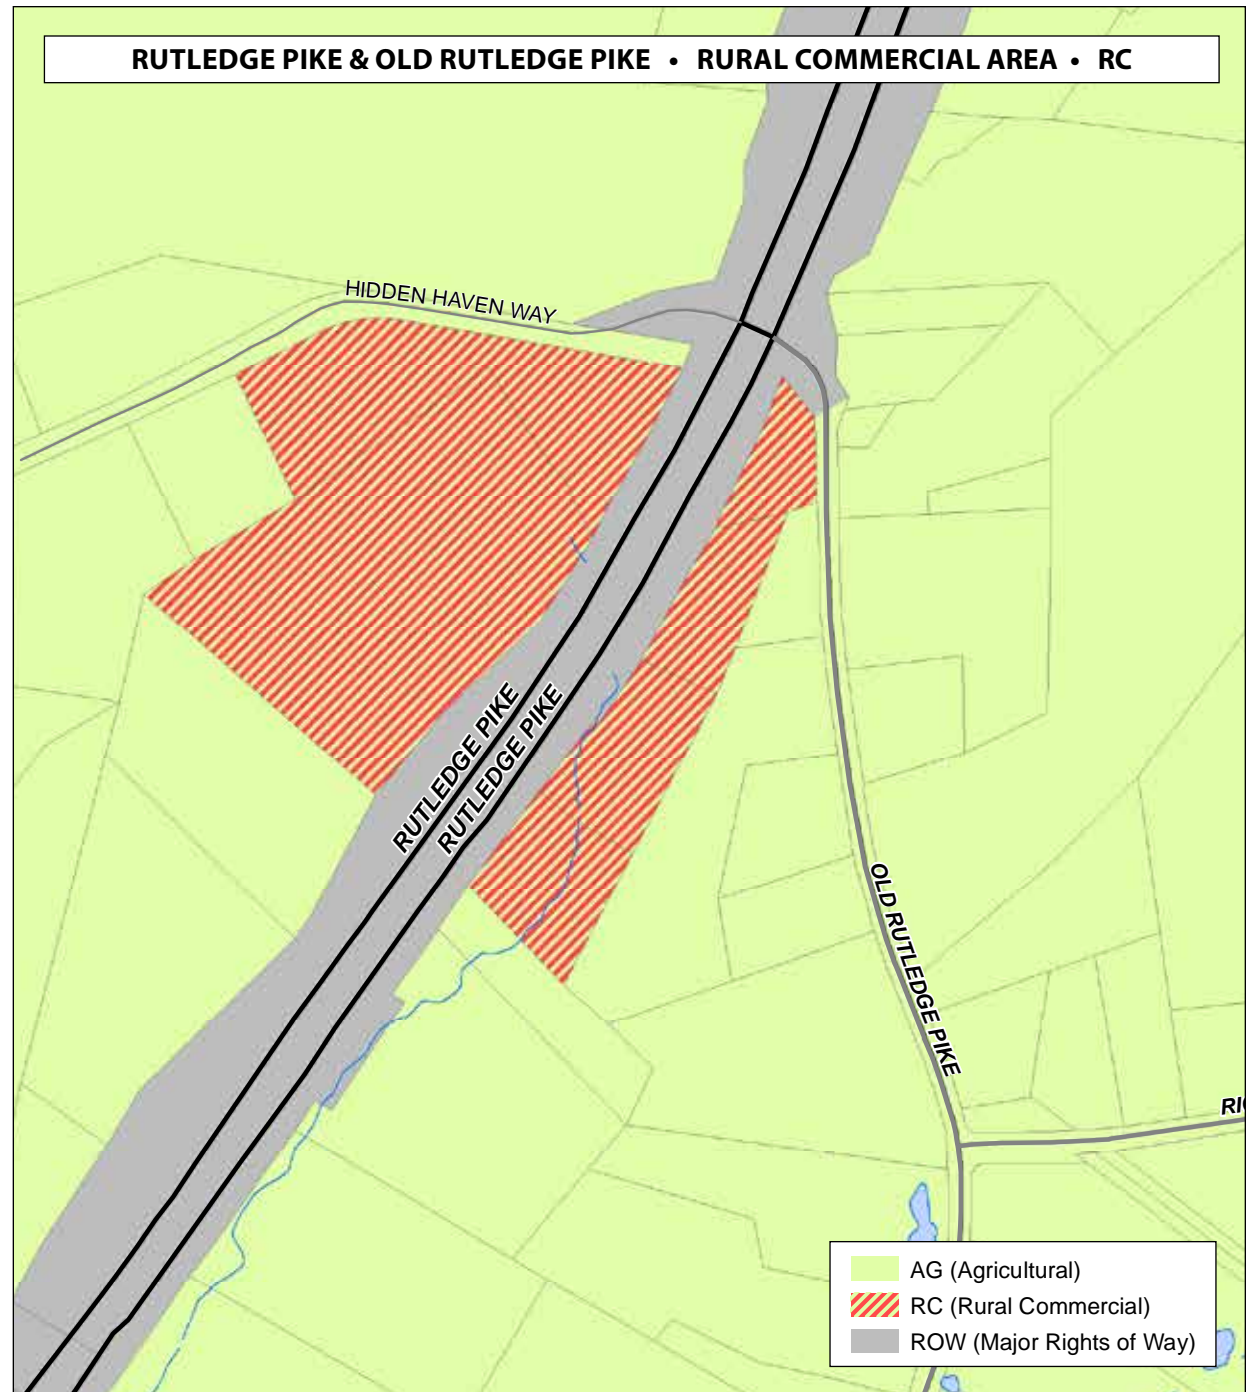 RUTLEDGE PIKE & OLD RUTLEDGE PIKE • RURAL COMMERCIAL AREA • RC
HIDDEN HAVEN WAY
RUTLEDGE PIKE
RUTLEDGE PIKE
OLD RUTLEDGE PIKE
AG (Agricultural)
RC (Rural Commercial)
ROW (Major Rights of Way)